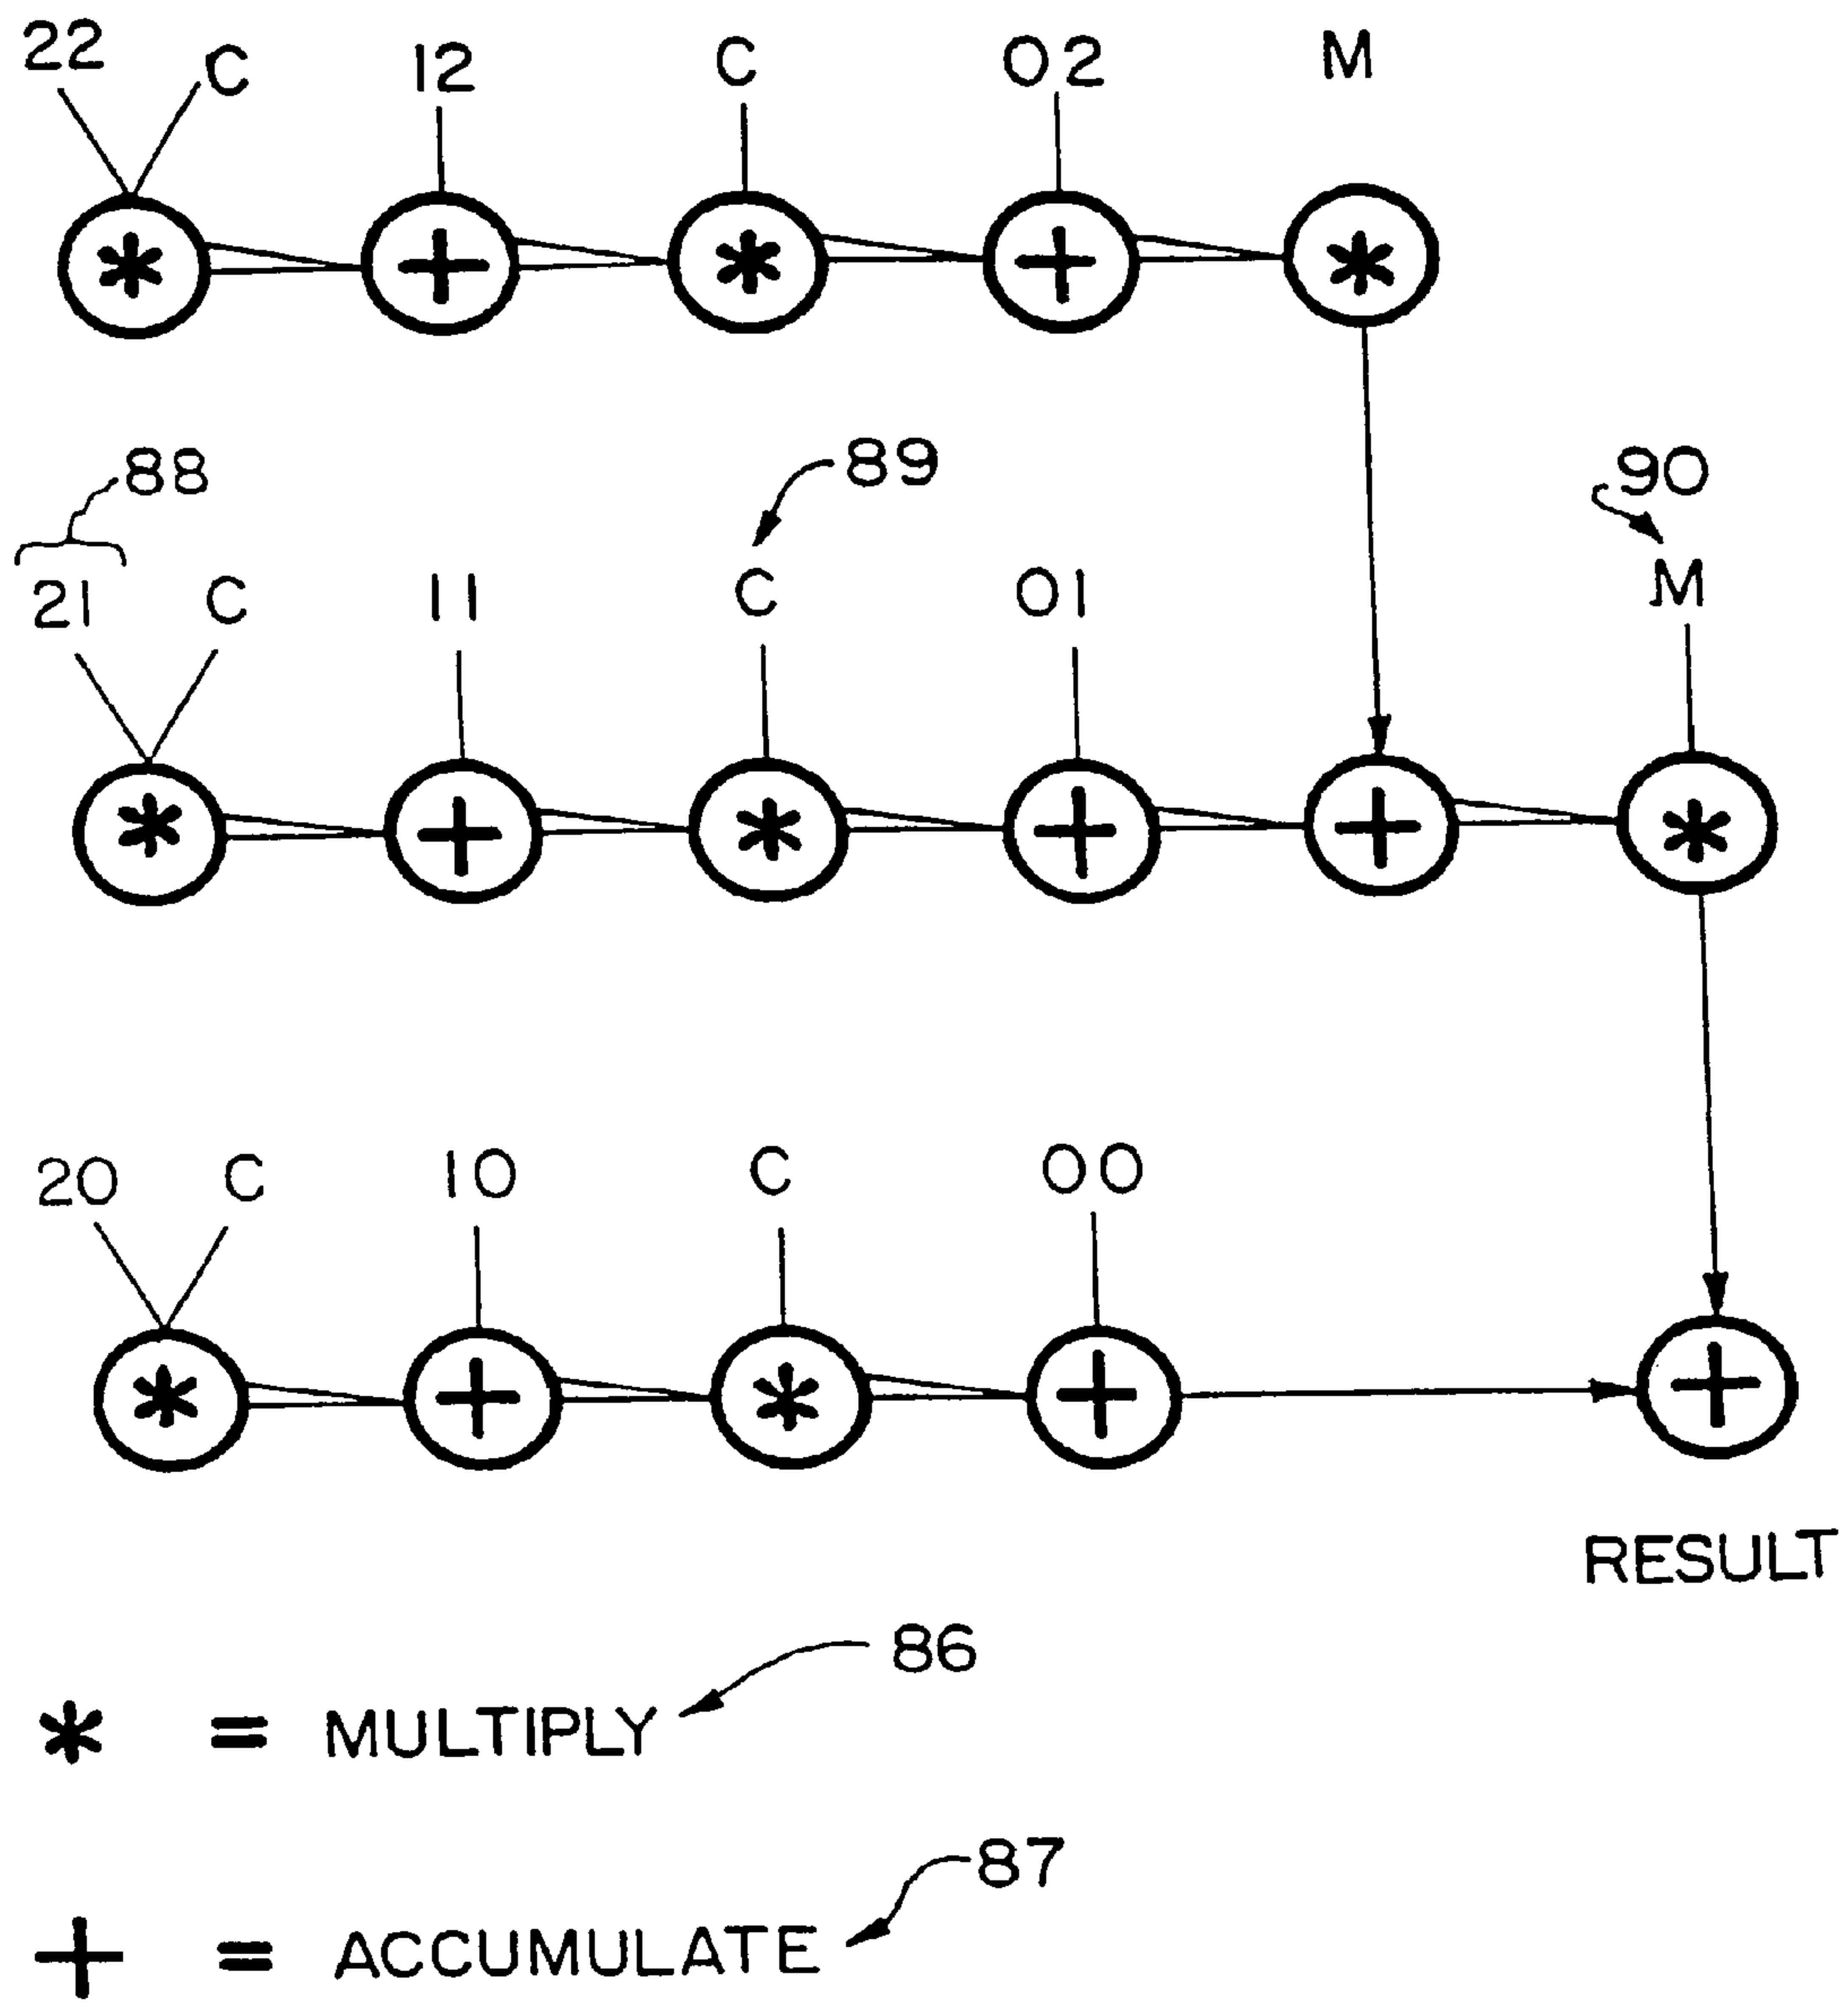 22 C 12 C 02 M
* + * + *
88 89 90
21 C 11 C 01 M
* + * + + *
20 C 10 C 00
* + * + +
RESULT
86
* = MULTIPLY
87
+ = ACCUMULATE